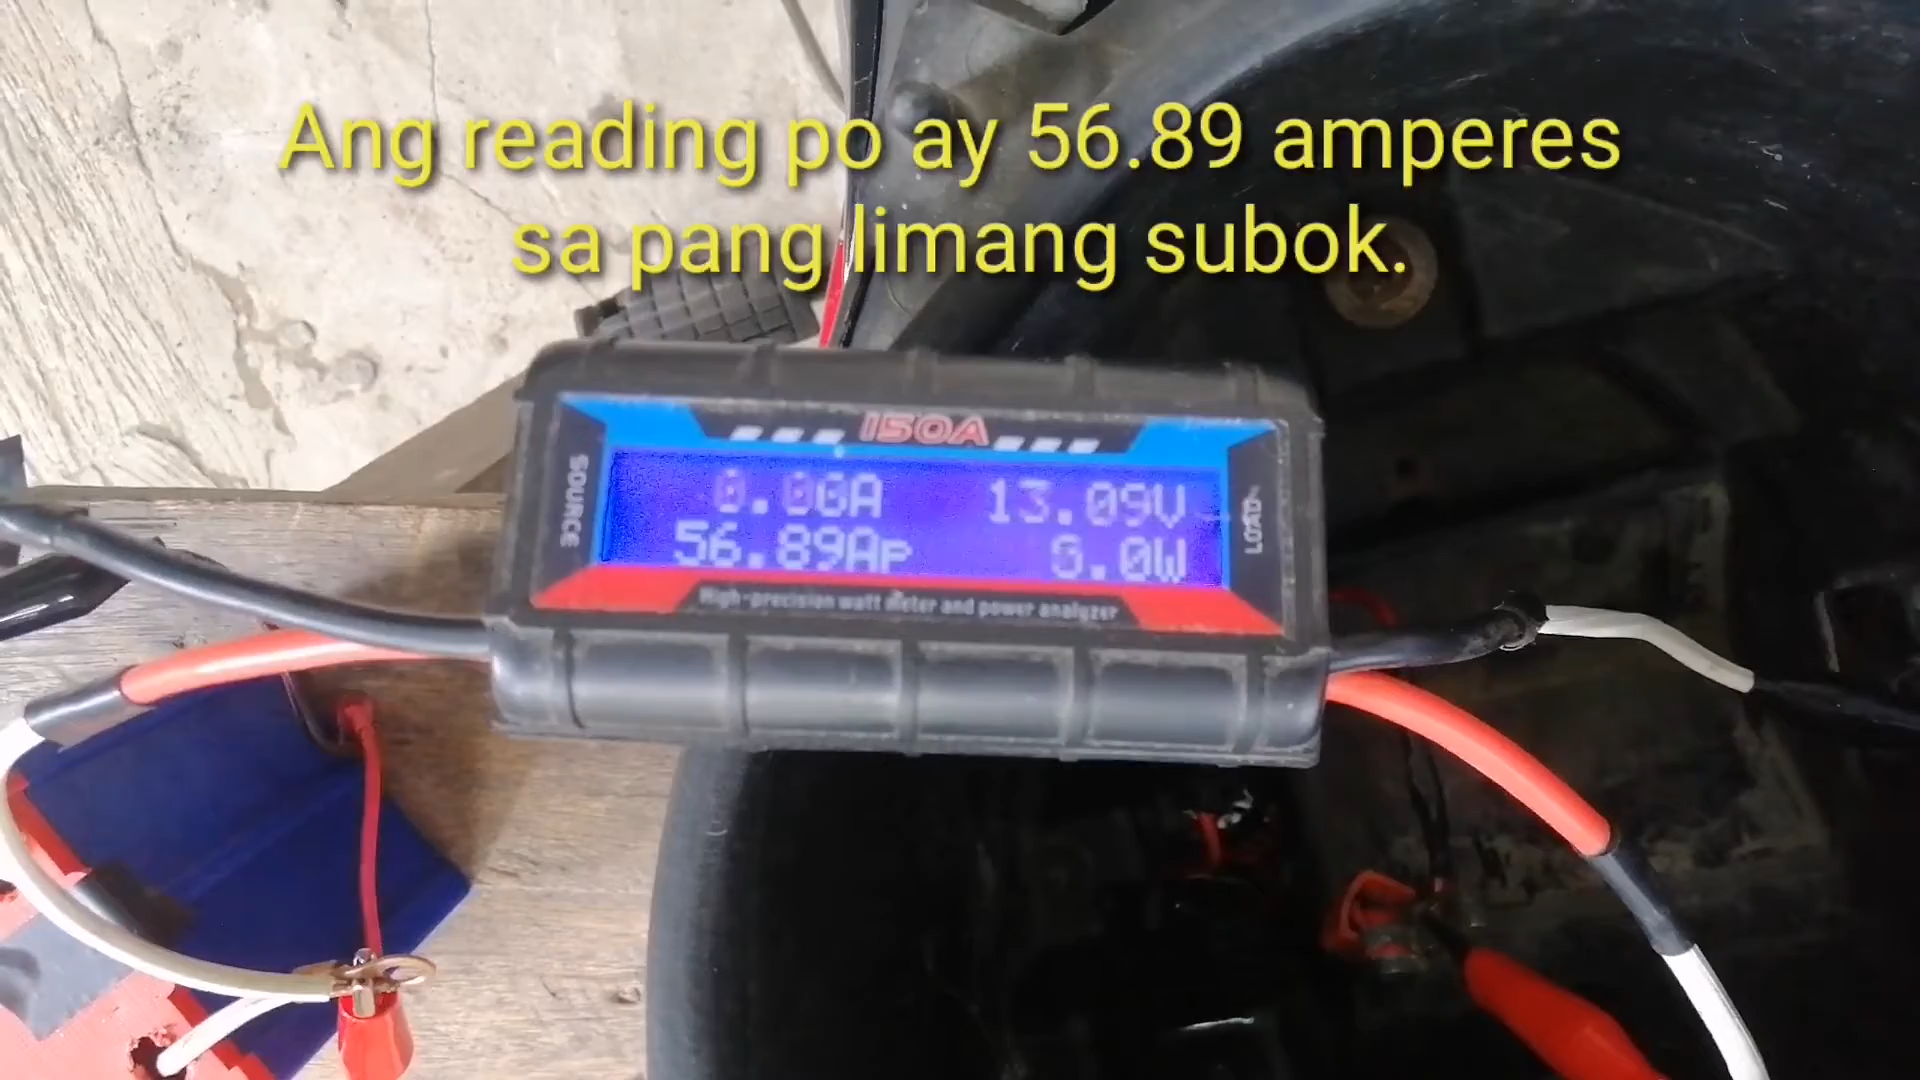 Ang reading po ay 56.89 amperes
sa pang limang subok.
150A
SOURCE
0.00A 13.09V
56.89Ap 0.0W
LOAD
High-precision watt meter and power analyzer